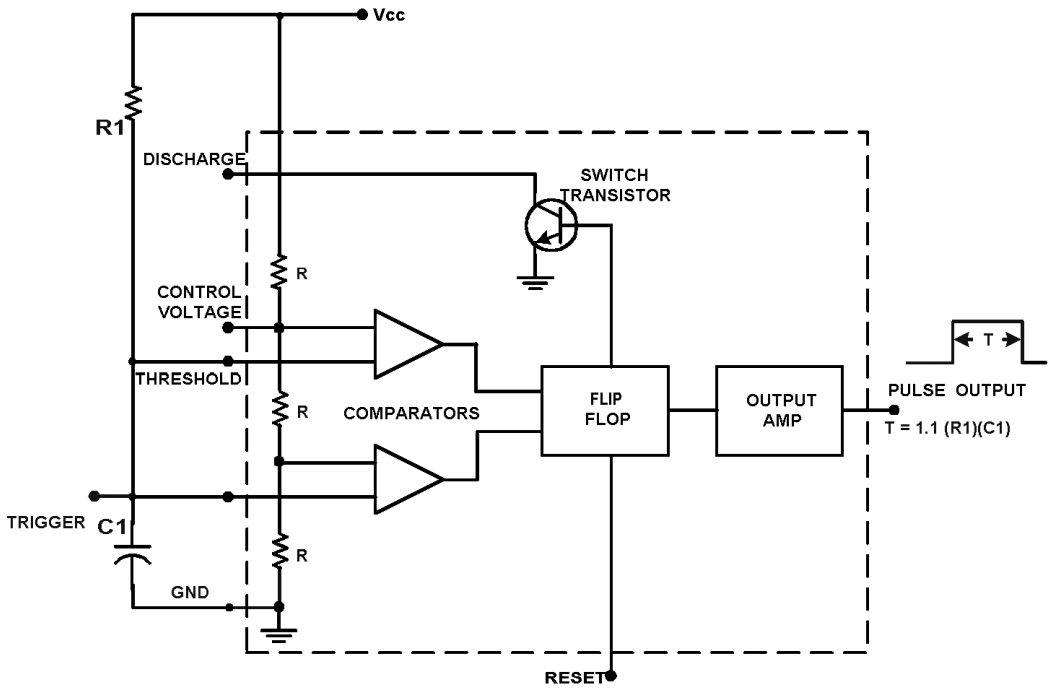 Vcc
R1
DISCHARGE
SWITCH
TRANSISTOR
R
CONTROL
VOLTAGE
THRESHOLD
T
PULSE OUTPUT
T = 1.1 (R1)(C1)
FLIP
FLOP
OUTPUT
AMP
R
COMPARATORS
TRIGGER
C1
R
GND
RESET